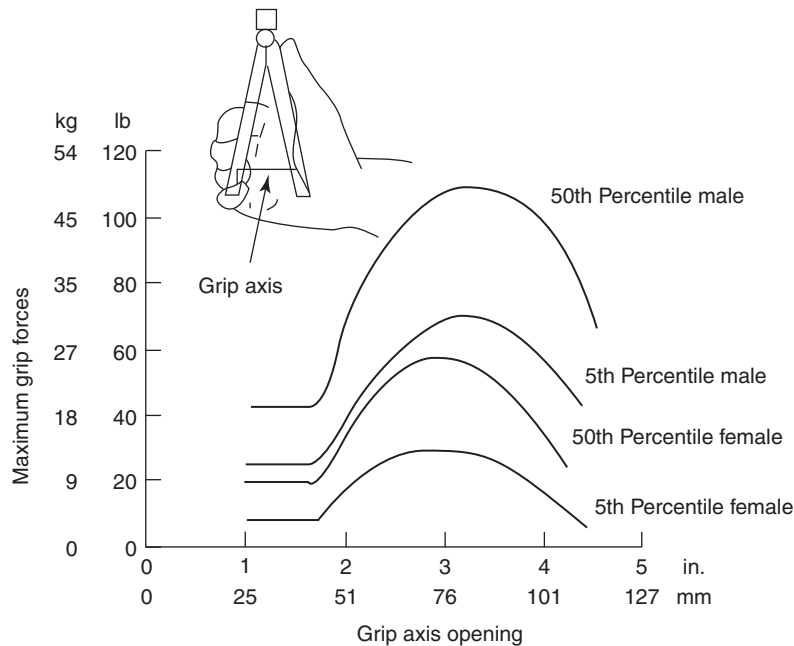 kg lb
54 120
45 100
35 80
27 60
18 40
9 20
0 0
Maximum grip forces
Grip axis
50th Percentile male
5th Percentile male
50th Percentile female
5th Percentile female
0 1 2 3 4 5 in.
0 25 51 76 101 127 mm
Grip axis opening